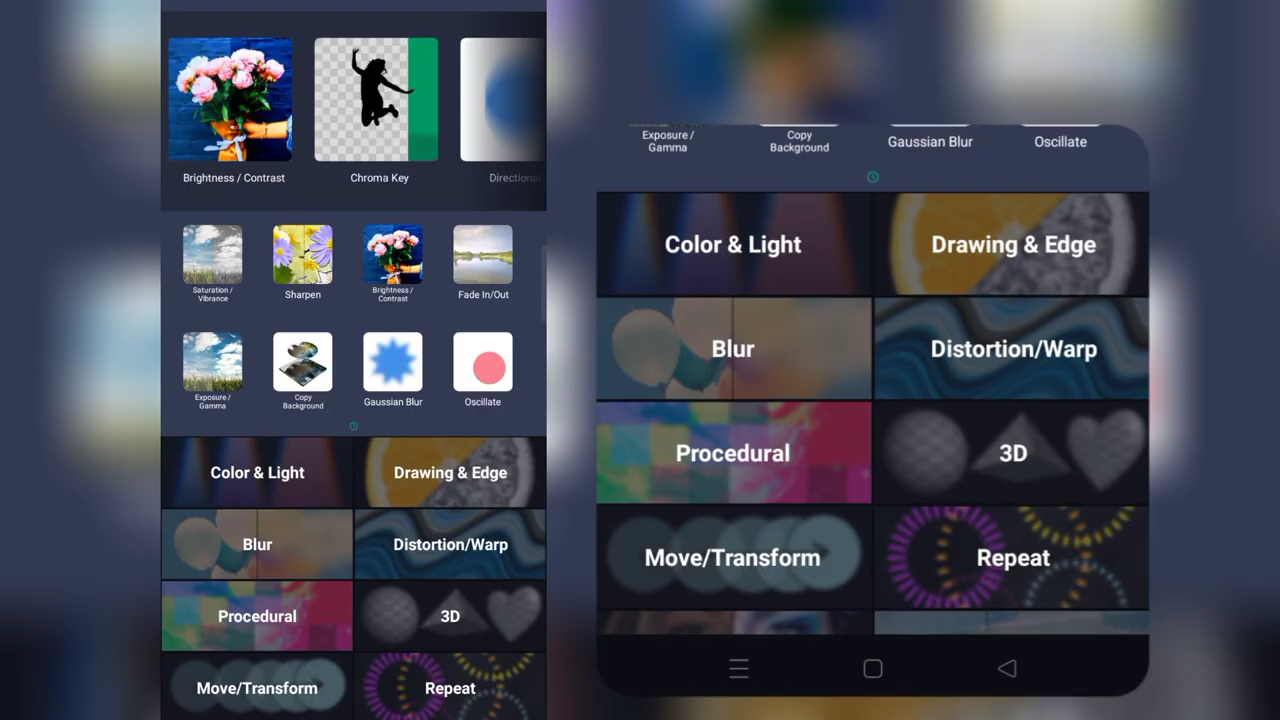 Brightness / Contrast
Chroma Key
Directional
Saturation /
Vibrance
Sharpen
Brightness /
Contrast
Fade In/Out
Exposure /
Gamma
Copy
Background
Gaussian Blur
Oscillate
Color & Light
Drawing & Edge
Blur
Distortion/Warp
Procedural
3D
Move/Transform
Repeat
Exposure /
Gamma
Copy
Background
Gaussian Blur
Oscillate
Color & Light
Drawing & Edge
Blur
Distortion/Warp
Procedural
3D
Move/Transform
Repeat